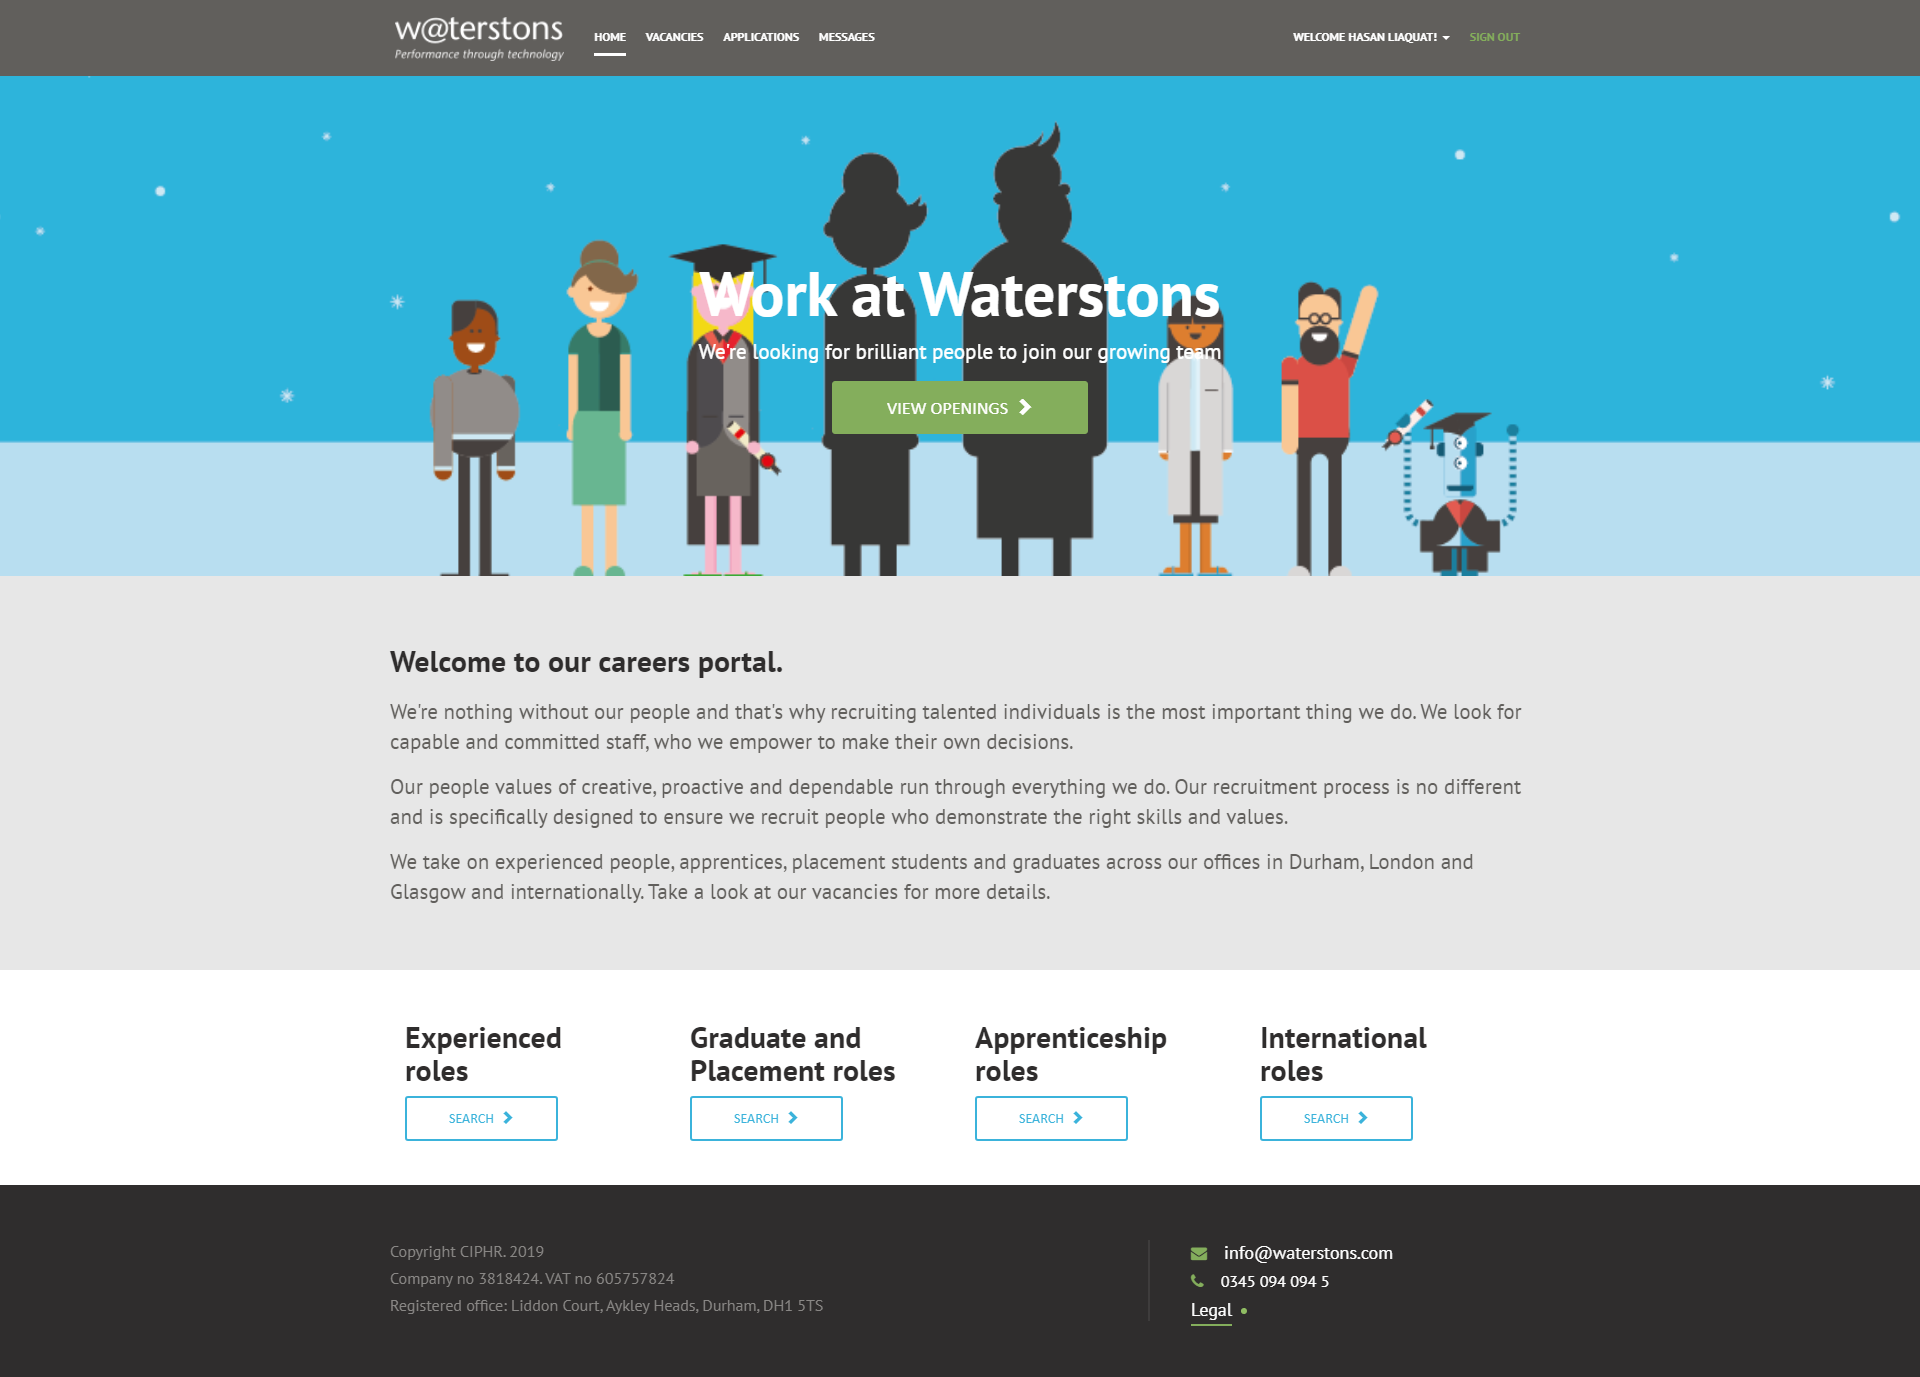 w@terstons
Performance through technology
HOME VACANCIES APPLICATIONS MESSAGES
WELCOME HASAN LIAQUAT! SIGN OUT
Work at Waterstons
We're looking for brilliant people to join our growing team
VIEW OPENINGS
Welcome to our careers portal.
We're nothing without our people and that's why recruiting talented individuals is the most important thing we do. We look for
capable and committed staff, who we empower to make their own decisions.
Our people values of creative, proactive and dependable run through everything we do. Our recruitment process is no different
and is specifically designed to ensure we recruit people who demonstrate the right skills and values.
We take on experienced people, apprentices, placement students and graduates across our offices in Durham, London and
Glasgow and internationally. Take a look at our vacancies for more details.
Experienced
roles
SEARCH
Graduate and
Placement roles
SEARCH
Apprenticeship
roles
SEARCH
International
roles
SEARCH
Copyright CIPHR. 2019
Company no 3818424. VAT no 605757824
Registered office: Liddon Court, Aykley Heads, Durham, DH1 5TS
info@waterstons.com
0345 094 094 5
Legal